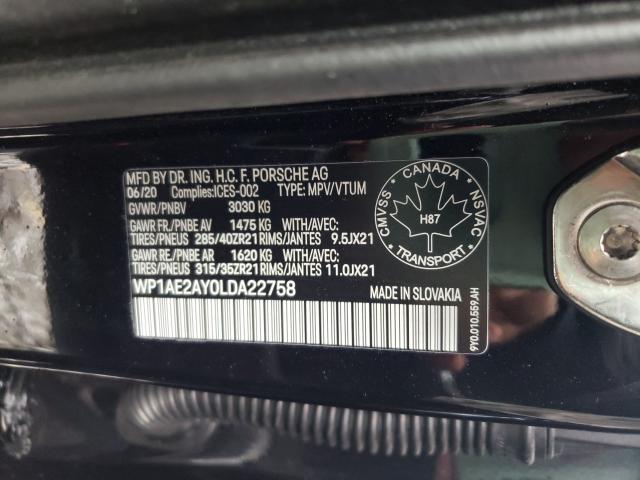 MFD BY DR. ING. H.C. F. PORSCHE AG
06/20 Complies:ICES-002 TYPE: MPV/VTUM
GVWR/PNBV 3030 KG
GAWR FR./PNBE AV 1475 KG WITH/AVEC:
TIRES/PNEUS 285/40ZR21 RIMS/JANTES 9.5JX21
GAWR RE./PNBE AR 1620 KG WITH/AVEC:
TIRES/PNEUS 315/35ZR21 RIMS/JANTES 11.0JX21
WP1AE2AY0LDA22758 MADE IN SLOVAKIA
CANADA
CMVSS
NSVAC
H87
TRANSPORT
9Y0.010.559.AH